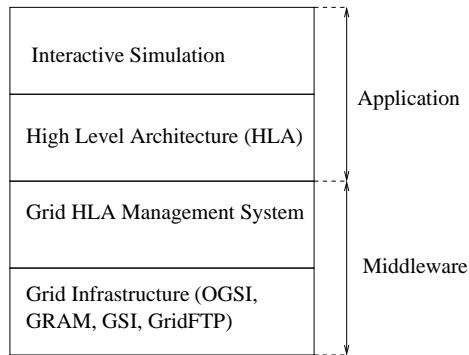 Interactive Simulation
Application
High Level Architecture (HLA)
Grid HLA Management System
Middleware
Grid Infrastructure (OGSI,
GRAM, GSI, GridFTP)